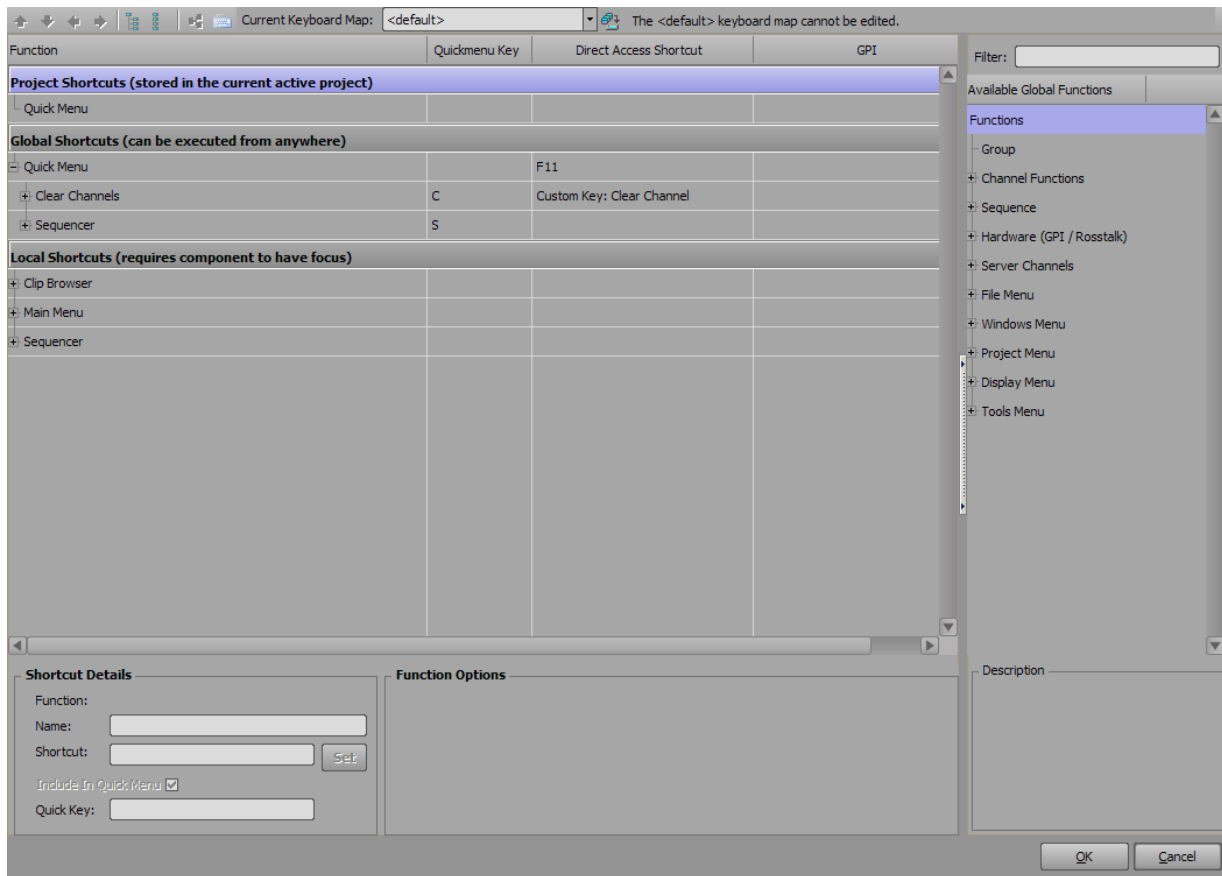 Current Keyboard Map: <default> The <default> keyboard map cannot be edited.
Function Quickmenu Key Direct Access Shortcut GPI
Project Shortcuts (stored in the current active project)
Quick Menu
Global Shortcuts (can be executed from anywhere)
Quick Menu F11
Clear Channels C Custom Key: Clear Channel
Sequencer S
Local Shortcuts (requires component to have focus)
Clip Browser
Main Menu
Sequencer
Filter:
Available Global Functions
Functions
Group
Channel Functions
Sequence
Hardware (GPI / Rosstalk)
Server Channels
File Menu
Windows Menu
Project Menu
Display Menu
Tools Menu
Shortcut Details
Function:
Name:
Shortcut: Set
Include In Quick Menu
Quick Key:
Function Options
Description
OK Cancel